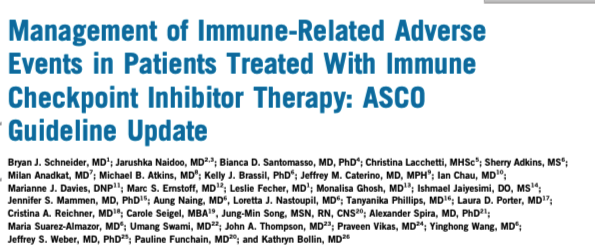 Management of Immune-Related Adverse
Events in Patients Treated With Immune
Checkpoint Inhibitor Therapy: ASCO
Guideline Update
Bryan J. Schneider, MD¹; Jarushka Naidoo, MD²,³; Bianca D. Santomasso, MD, PhD⁴; Christina Lacchetti, MHSc⁵; Sherry Adkins, MS⁶;
Milan Anadkat, MD⁷; Michael B. Atkins, MD⁸; Kelly J. Brassil, PhD⁶; Jeffrey M. Caterino, MD, MPH⁹; Ian Chau, MD¹⁰;
Marianne J. Davies, DNP¹¹; Marc S. Ernstoff, MD¹²; Leslie Fecher, MD¹; Monalisa Ghosh, MD¹³; Ishmael Jaiyesimi, DO, MS¹⁴;
Jennifer S. Mammen, MD, PhD¹⁵; Aung Naing, MD⁶; Loretta J. Nastoupil, MD⁶; Tanyanika Phillips, MD¹⁶; Laura D. Porter, MD¹⁷;
Cristina A. Reichner, MD¹⁸; Carole Seigel, MBA¹⁹; Jung-Min Song, MSN, RN, CNS²⁰; Alexander Spira, MD, PhD²¹;
Maria Suarez-Almazor, MD⁶; Umang Swami, MD²²; John A. Thompson, MD²³; Praveen Vikas, MD²⁴; Yinghong Wang, MD⁶;
Jeffrey S. Weber, MD, PhD²⁵; Pauline Funchain, MD²⁰; and Kathryn Bollin, MD²⁶